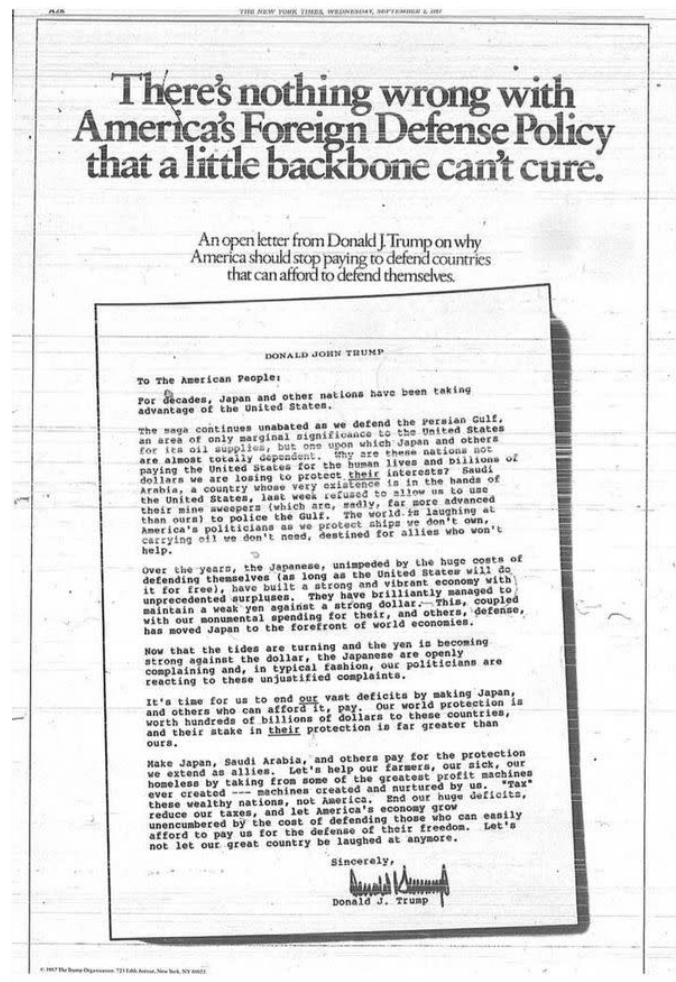 A28
THE NEW YORK TIMES, WEDNESDAY, SEPTEMBER 2, 1987
There's nothing wrong with
America's Foreign Defense Policy
that a little backbone can't cure.
An open letter from Donald J. Trump on why
America should stop paying to defend countries
that can afford to defend themselves.
DONALD JOHN TRUMP
To The American People:
For decades, Japan and other nations have been taking
advantage of the United States.
The saga continues unabated as we defend the Persian Gulf,
an area of only marginal significance to the United States
for its oil supplies, but one upon which Japan and others
are almost totally dependent. Why are these nations not
paying the United States for the human lives and billions of
dollars we are losing to protect their interests? Saudi
Arabia, a country whose very existence is in the hands of
the United States, last week refused to allow us to use
their mine sweepers (which are, sadly, far more advanced
than ours) to police the Gulf. The world is laughing at
America's politicians as we protect ships we don't own,
carrying oil we don't need, destined for allies who won't
help.
Over the years, the Japanese, unimpeded by the huge costs of
defending themselves (as long as the United States will do
it for free), have built a strong and vibrant economy with
unprecedented surpluses. They have brilliantly managed to
maintain a weak yen against a strong dollar. This, coupled
with our monumental spending for their, and others, defense,
has moved Japan to the forefront of world economies.
Now that the tides are turning and the yen is becoming
strong against the dollar, the Japanese are openly
complaining and, in typical fashion, our politicians are
reacting to these unjustified complaints.
It's time for us to end our vast deficits by making Japan,
and others who can afford it, pay. Our world protection is
worth hundreds of billions of dollars to these countries,
and their stake in their protection is far greater than
ours.
Make Japan, Saudi Arabia, and others pay for the protection
we extend as allies. Let's help our farmers, our sick, our
homeless by taking from some of the greatest profit machines
ever created --- machines created and nurtured by us. "Tax"
these wealthy nations, not America. End our huge deficits,
reduce our taxes, and let America's economy grow
unencumbered by the cost of defending those who can easily
afford to pay us for the defense of their freedom. Let's
not let our great country be laughed at anymore.
Sincerely,
Donald J. Trump
© 1987 The Trump Organization. 725 Fifth Avenue, New York, NY 10022